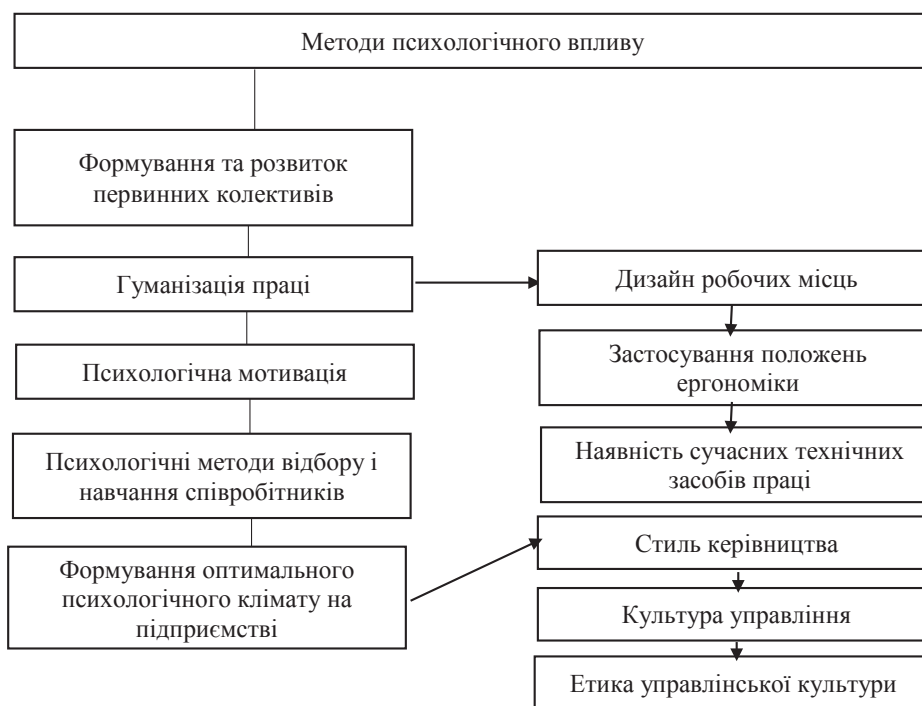 Методи психологічного впливу
Формування та розвиток
первинних колективів
Гуманізація праці
Психологічна мотивація
Психологічні методи відбору і
навчання співробітників
Формування оптимального
психологічного клімату на
підприємстві
Дизайн робочих місць
Застосування положень
ергономіки
Наявність сучасних технічних
засобів праці
Стиль керівництва
Культура управління
Етика управлінської культури